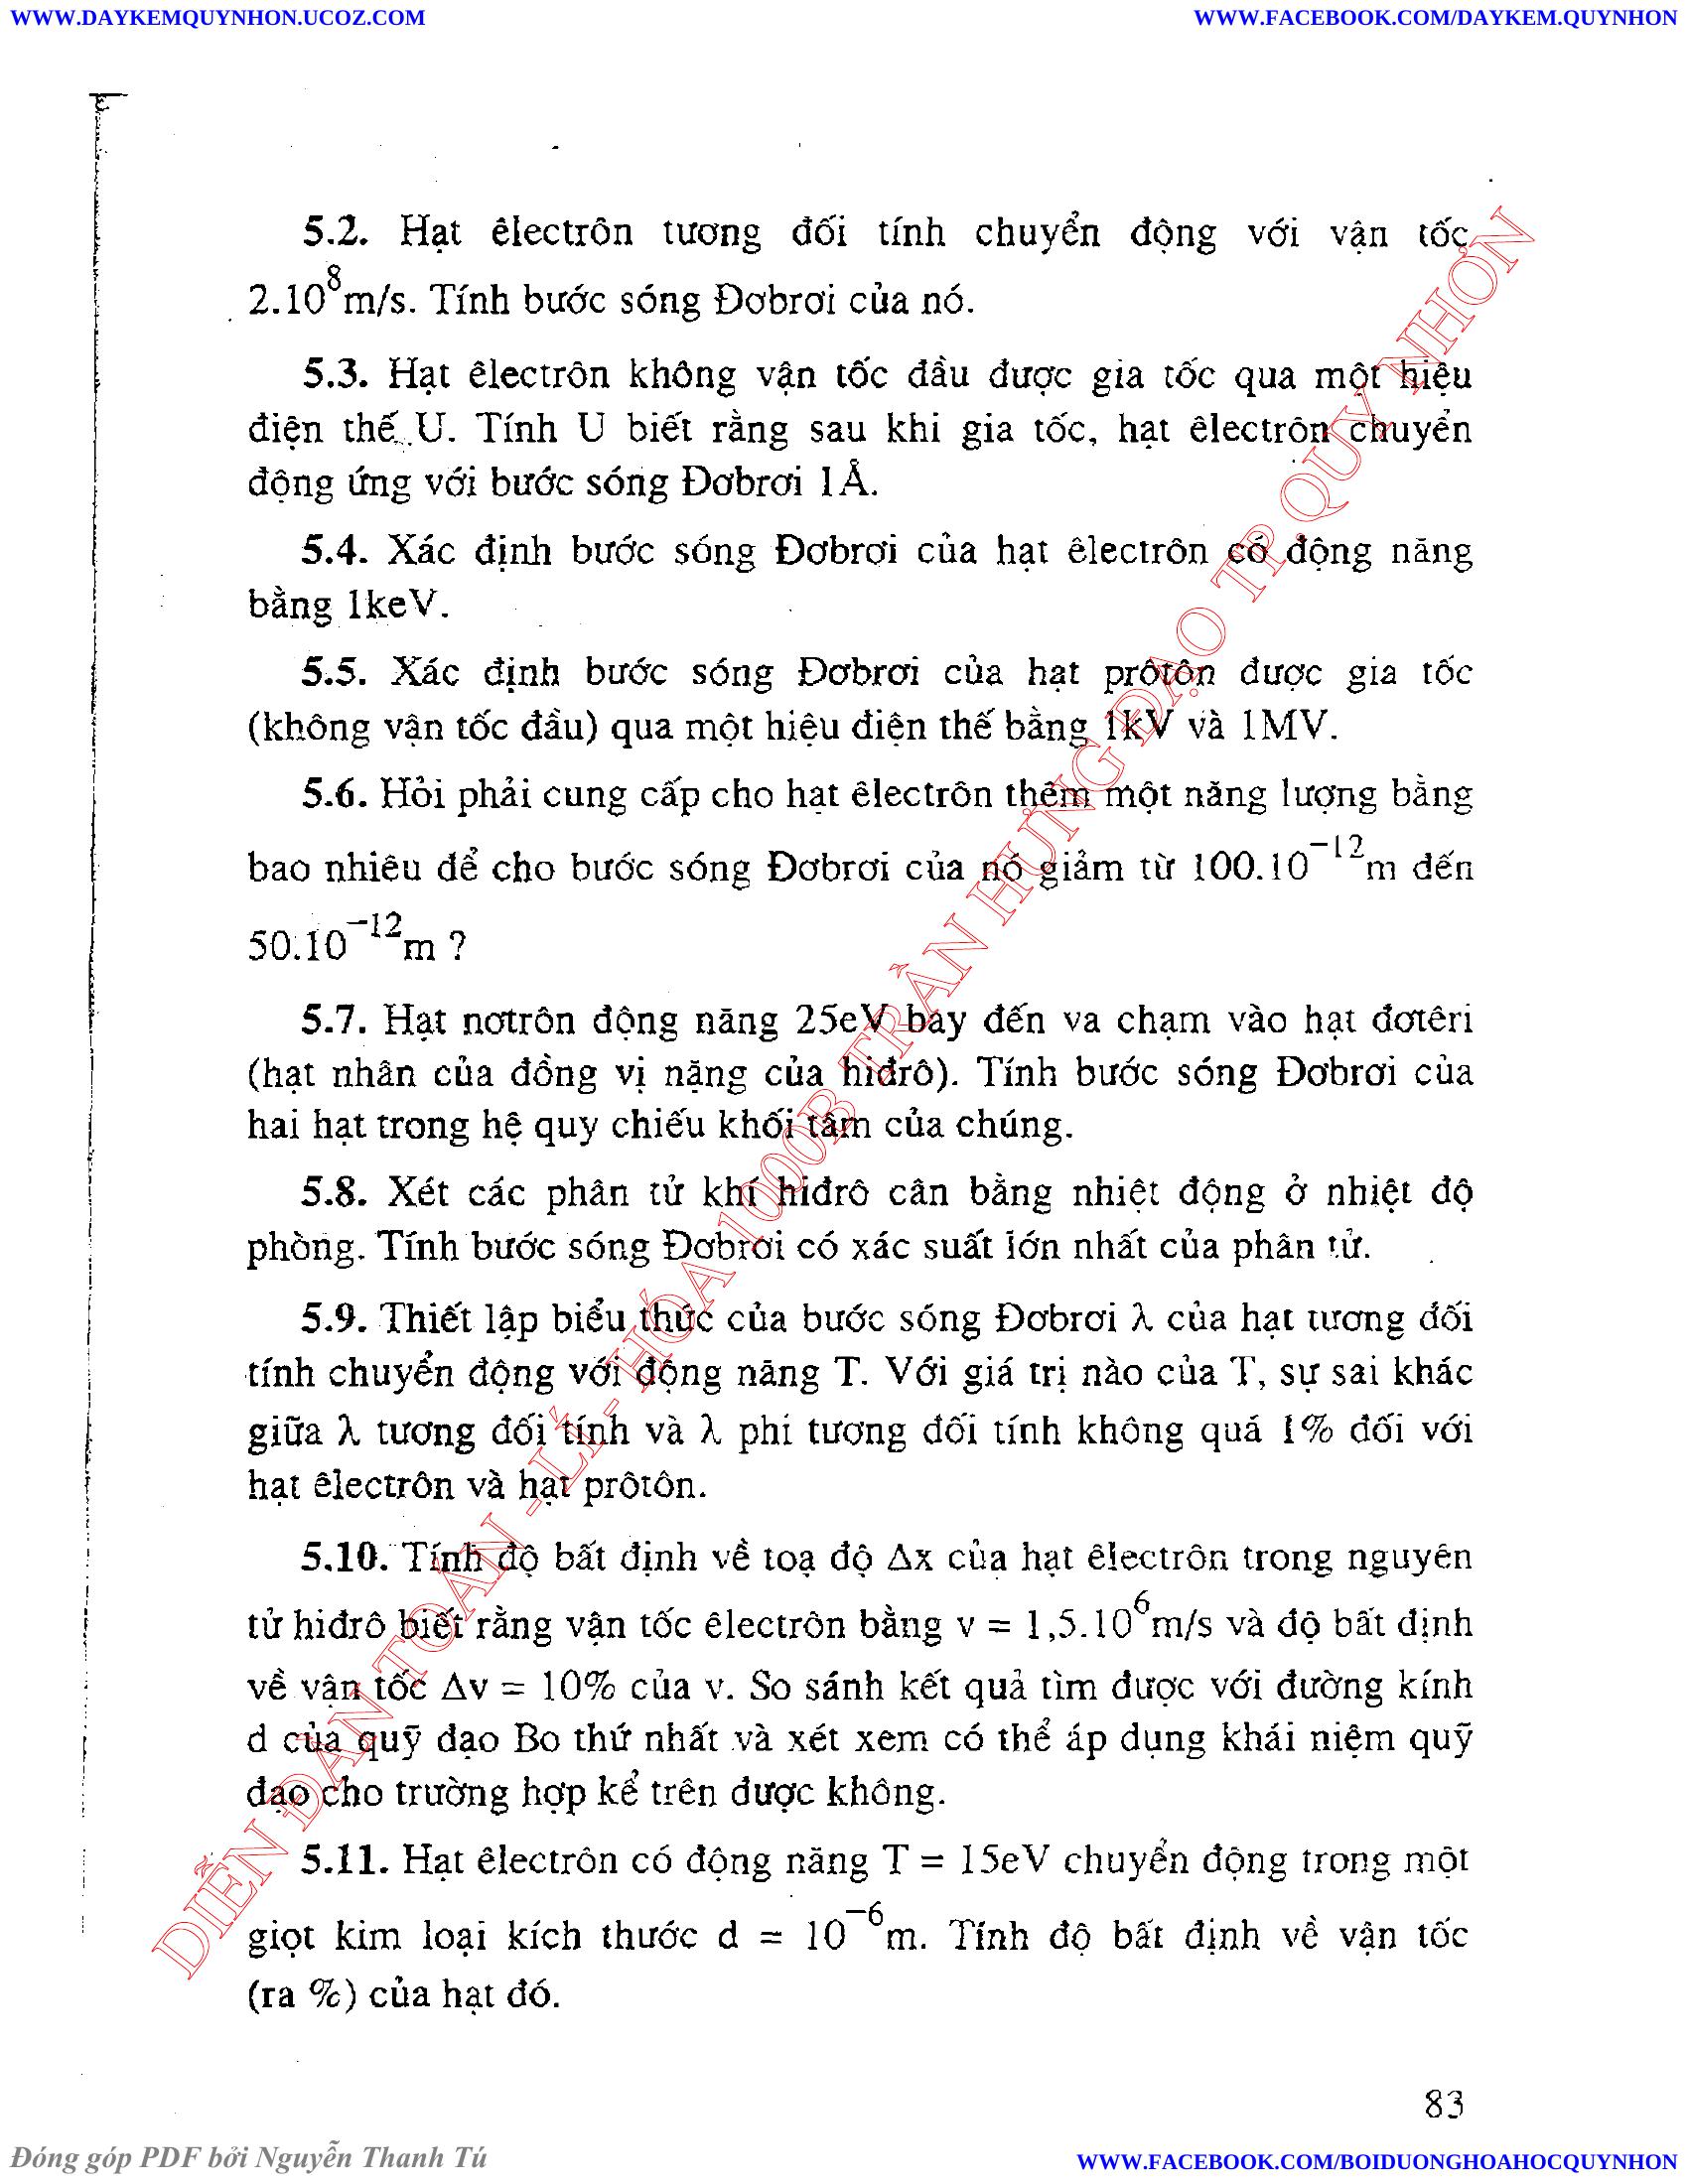 WWW.DAYKEMQUYNHON.UCOZ.COM
WWW.FACEBOOK.COM/DAYKEM.QUYNHON
5.2. Hạt êlectrôn tương đối tính chuyển động với vận tốc
2.10⁸m/s. Tính bước sóng Đơbrơi của nó.
5.3. Hạt êlectrôn không vận tốc đầu được gia tốc qua một hiệu
điện thế U. Tính U biết rằng sau khi gia tốc, hạt êlectrôn chuyển
động ứng với bước sóng Đơbrơi 1Å.
5.4. Xác định bước sóng Đơbrơi của hạt êlectrôn có động năng
bằng 1keV.
5.5. Xác định bước sóng Đơbrơi của hạt prôtôn được gia tốc
(không vận tốc đầu) qua một hiệu điện thế bằng 1kV và 1MV.
5.6. Hỏi phải cung cấp cho hạt êlectrôn thêm một năng lượng bằng
bao nhiêu để cho bước sóng Đơbrơi của nó giảm từ 100.10⁻¹²m đến
50.10⁻¹²m ?
5.7. Hạt nơtrôn động năng 25eV bay đến va chạm vào hạt đơtêri
(hạt nhân của đồng vị nặng của hiđrô). Tính bước sóng Đơbrơi của
hai hạt trong hệ quy chiếu khối tâm của chúng.
5.8. Xét các phân tử khí hiđrô cân bằng nhiệt động ở nhiệt độ
phòng. Tính bước sóng Đơbrơi có xác suất lớn nhất của phân tử.
5.9. Thiết lập biểu thức của bước sóng Đơbrơi λ của hạt tương đối
tính chuyển động với động năng T. Với giá trị nào của T, sự sai khác
giữa λ tương đối tính và λ phi tương đối tính không quá 1% đối với
hạt êlectrôn và hạt prôtôn.
5.10. Tính độ bất định về toạ độ Δx của hạt êlectrôn trong nguyên
tử hiđrô biết rằng vận tốc êlectrôn bằng v = 1,5.10⁶m/s và độ bất định
về vận tốc Δv = 10% của v. So sánh kết quả tìm được với đường kính
d của quỹ đạo Bo thứ nhất và xét xem có thể áp dụng khái niệm quỹ
đạo cho trường hợp kể trên được không.
5.11. Hạt êlectrôn có động năng T = 15eV chuyển động trong một
giọt kim loại kích thước d = 10⁻⁶m. Tính độ bất định về vận tốc
(ra %) của hạt đó.
DIỄN ĐÀN TOÁN - LÍ - HÓA 1000B TRẦN HƯNG ĐẠO TP.QUY NHƠN
83
Đóng góp PDF bởi Nguyễn Thanh Tú
WWW.FACEBOOK.COM/BOIDUONGHOAHOCQUYNHON